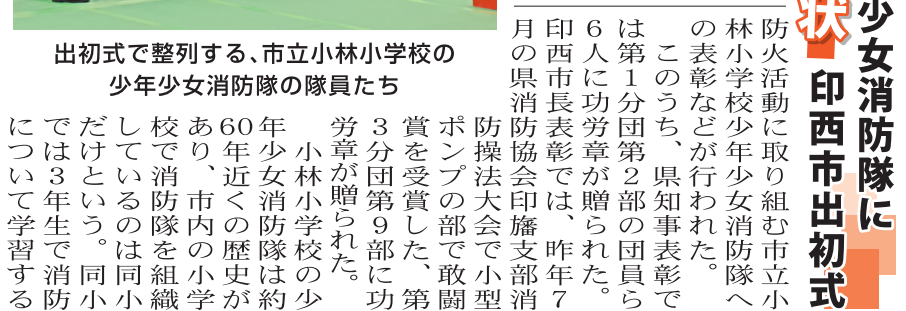 少女消防隊に
状
印西市出初式
防火活動に取り組む市立小
林小学校少年少女消防隊へ
の表彰などが行われた。
このうち、県知事表彰で
は第1分団第2部の団員ら
6人に功労章が贈られた。
印西市長表彰では、昨年7
月の県消防協会印旛支部消
防操法大会で小型
ポンプの部で敢闘
賞を受賞した、第
3分団第9部に功
労章が贈られた。
小林小学校の少
年少女消防隊は約
60年近くの歴史が
あり、市内の小学
校で消防隊を組織
しているのは同小
だけという。同小
では3年生で消防
について学習する
出初式で整列する、市立小林小学校の
少年少女消防隊の隊員たち